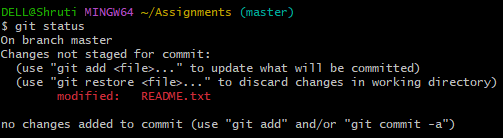 DELL@Shruti MINGW64 ~/Assignments (master)
$ git status
On branch master
Changes not staged for commit:
  (use "git add <file>..." to update what will be committed)
  (use "git restore <file>..." to discard changes in working directory)
        modified:   README.txt

no changes added to commit (use "git add" and/or "git commit -a")